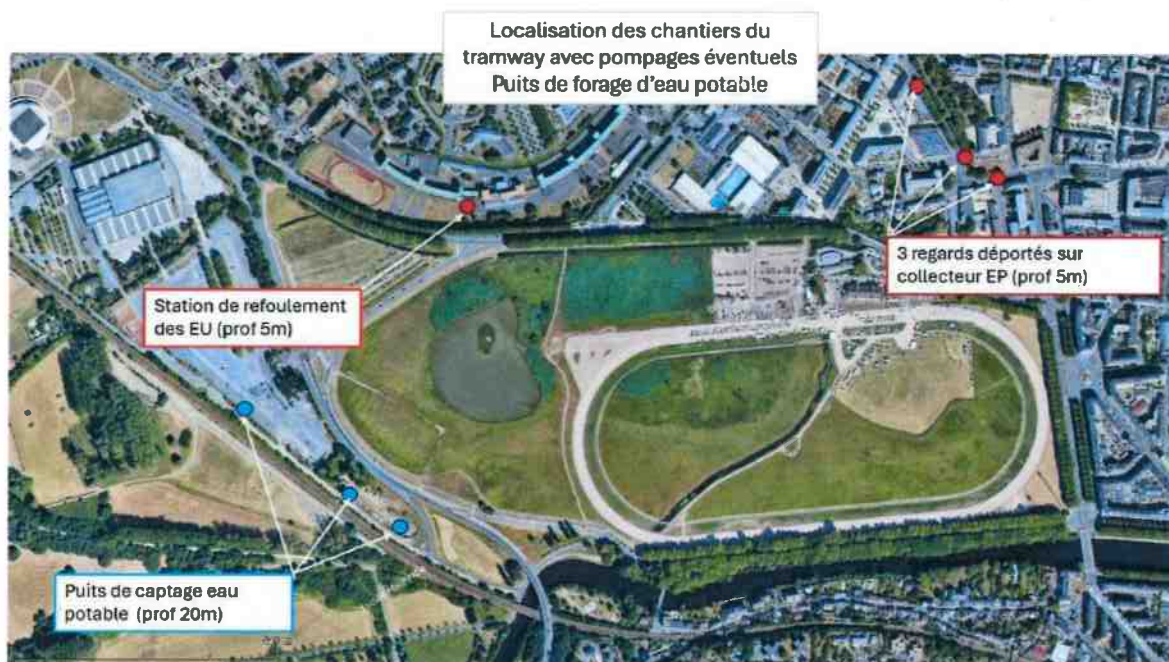 Localisation des chantiers du
tramway avec pompages éventuels
Puits de forage d'eau potable
3 regards déportés sur
collecteur EP (prof 5m)
Station de refoulement
des EU (prof 5m)
Puits de captage eau
potable (prof 20m)